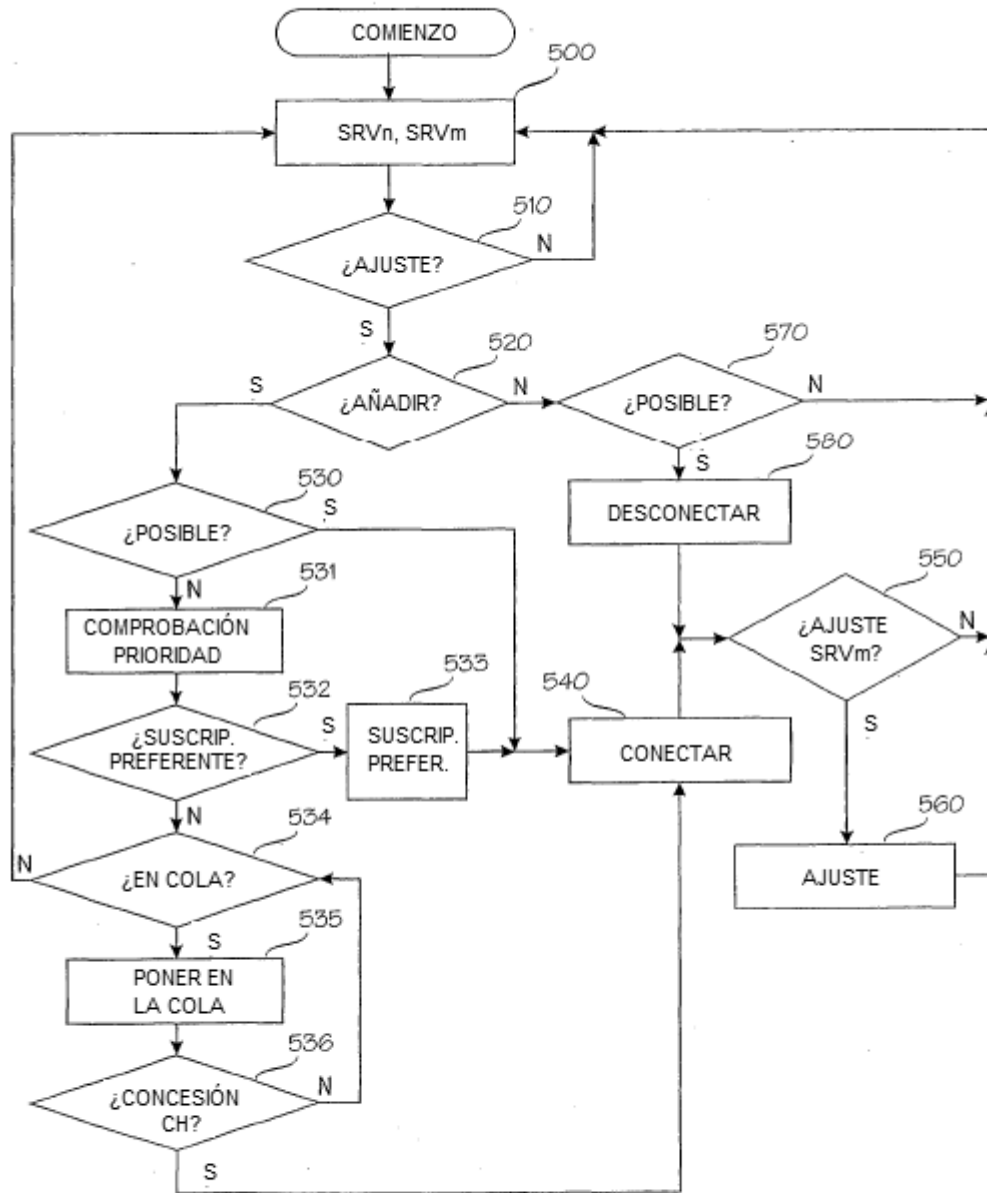 COMIENZO
500
SRVn, SRVm
510
¿AJUSTE?
N
S
520
¿AÑADIR?
S
N
570
¿POSIBLE?
N
S
580
DESCONECTAR
530
¿POSIBLE?
S
N
531
COMPROBACIÓN
PRIORIDAD
532
¿SUSCRIP.
PREFERENTE?
S
N
533
SUSCRIP.
PREFER.
540
CONECTAR
550
¿AJUSTE
SRVm?
N
S
560
AJUSTE
534
¿EN COLA?
N
S
535
PONER EN
LA COLA
536
¿CONCESIÓN
CH?
N
S